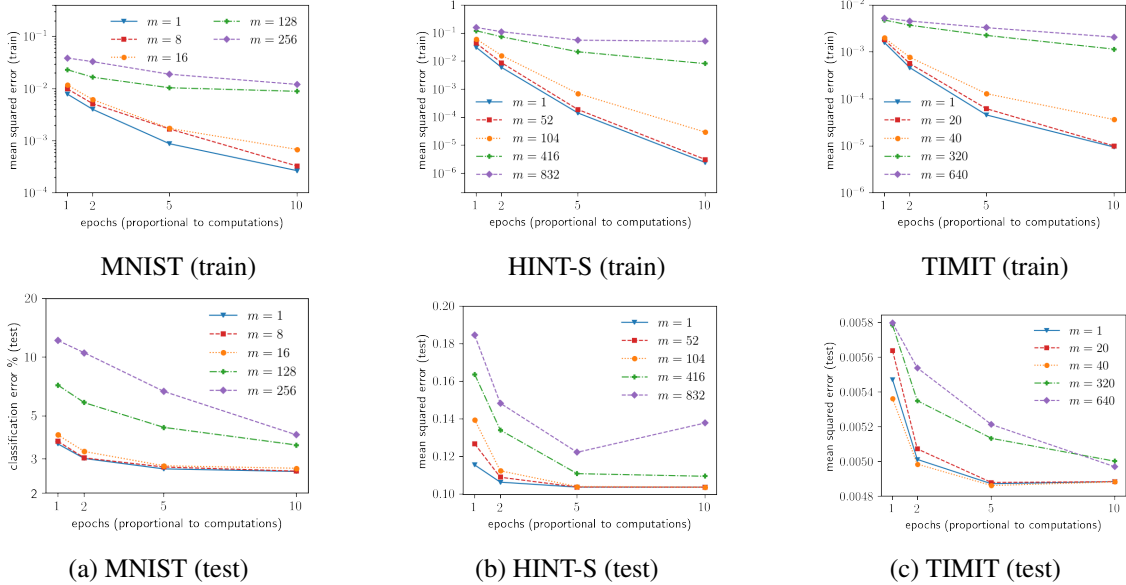 mean squared error (train)
10⁻¹
10⁻²
10⁻³
10⁻⁴
m = 1
m = 8
m = 16
m = 128
m = 256
1 2 5 10
epochs (proportional to computations)
MNIST (train)
mean squared error (train)
1
10⁻¹
10⁻²
10⁻³
10⁻⁴
10⁻⁵
10⁻⁶
m = 1
m = 52
m = 104
m = 416
m = 832
1 2 5 10
epochs (proportional to computations)
HINT-S (train)
mean squared error (train)
10⁻²
10⁻³
10⁻⁴
10⁻⁵
10⁻⁶
m = 1
m = 20
m = 40
m = 320
m = 640
1 2 5 10
epochs (proportional to computations)
TIMIT (train)
classification error % (test)
20
10
5
3
2
m = 1
m = 8
m = 16
m = 128
m = 256
1 2 5 10
epochs (proportional to computations)
(a) MNIST (test)
mean squared error (test)
0.20
0.18
0.16
0.14
0.12
0.10
m = 1
m = 52
m = 104
m = 416
m = 832
1 2 5 10
epochs (proportional to computations)
(b) HINT-S (test)
mean squared error (test)
0.0058
0.0056
0.0054
0.0052
0.0050
0.0048
m = 1
m = 20
m = 40
m = 320
m = 640
1 2 5 10
epochs (proportional to computations)
(c) TIMIT (test)